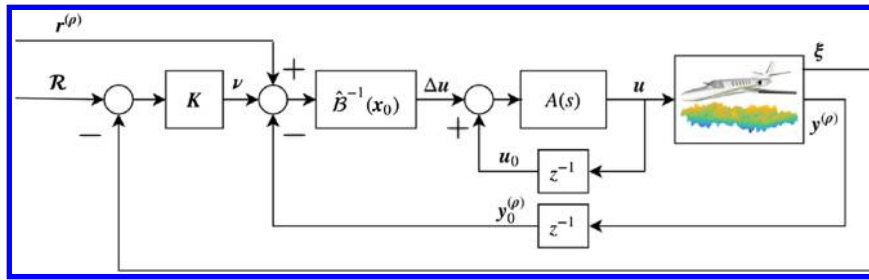 r^(ρ)
ξ
ℛ
+
K
ν
B̂^{-1}(x_0)
Δu
A(s)
u
−
−
+
y^(ρ)
u_0
z^{-1}
y_0^(ρ)
z^{-1}